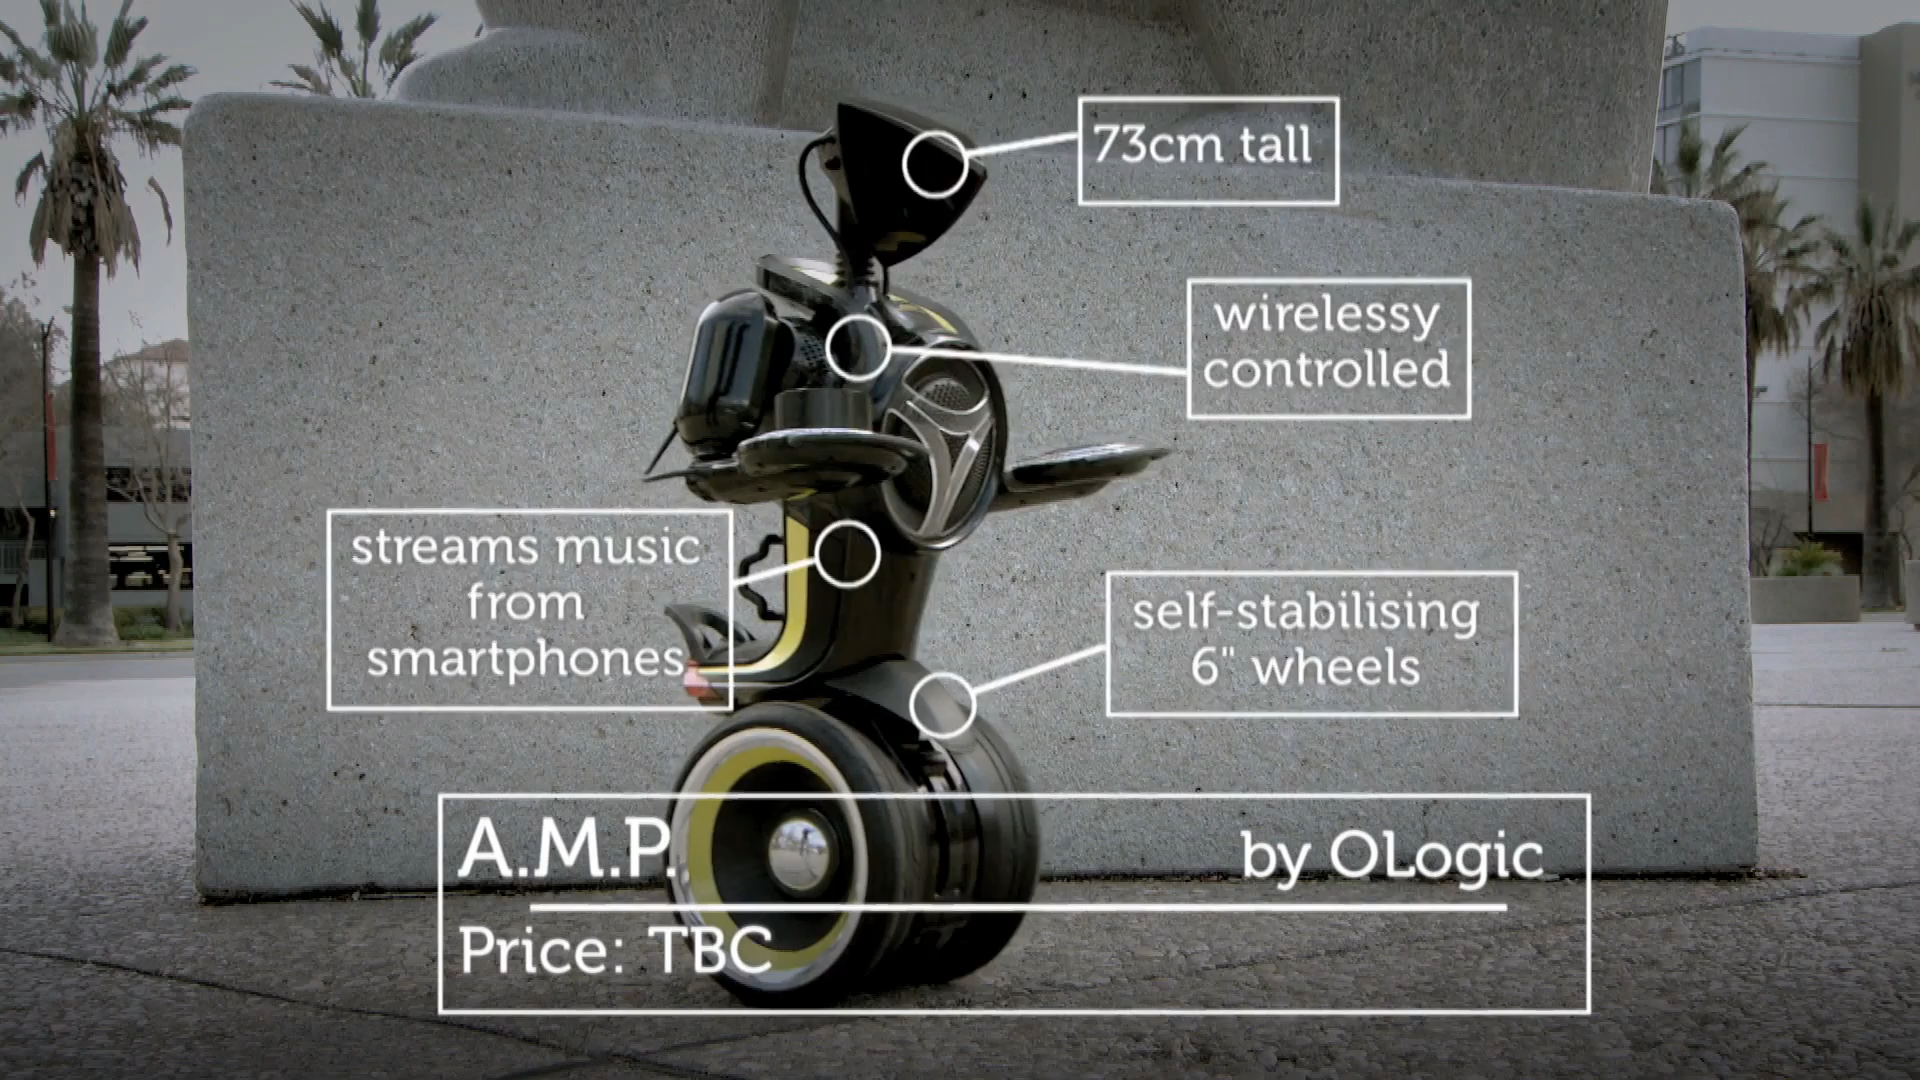 73cm tall
wirelessy
controlled
streams music
from
smartphones
self-stabilising
6" wheels
A.M.P.
by OLogic
Price: TBC